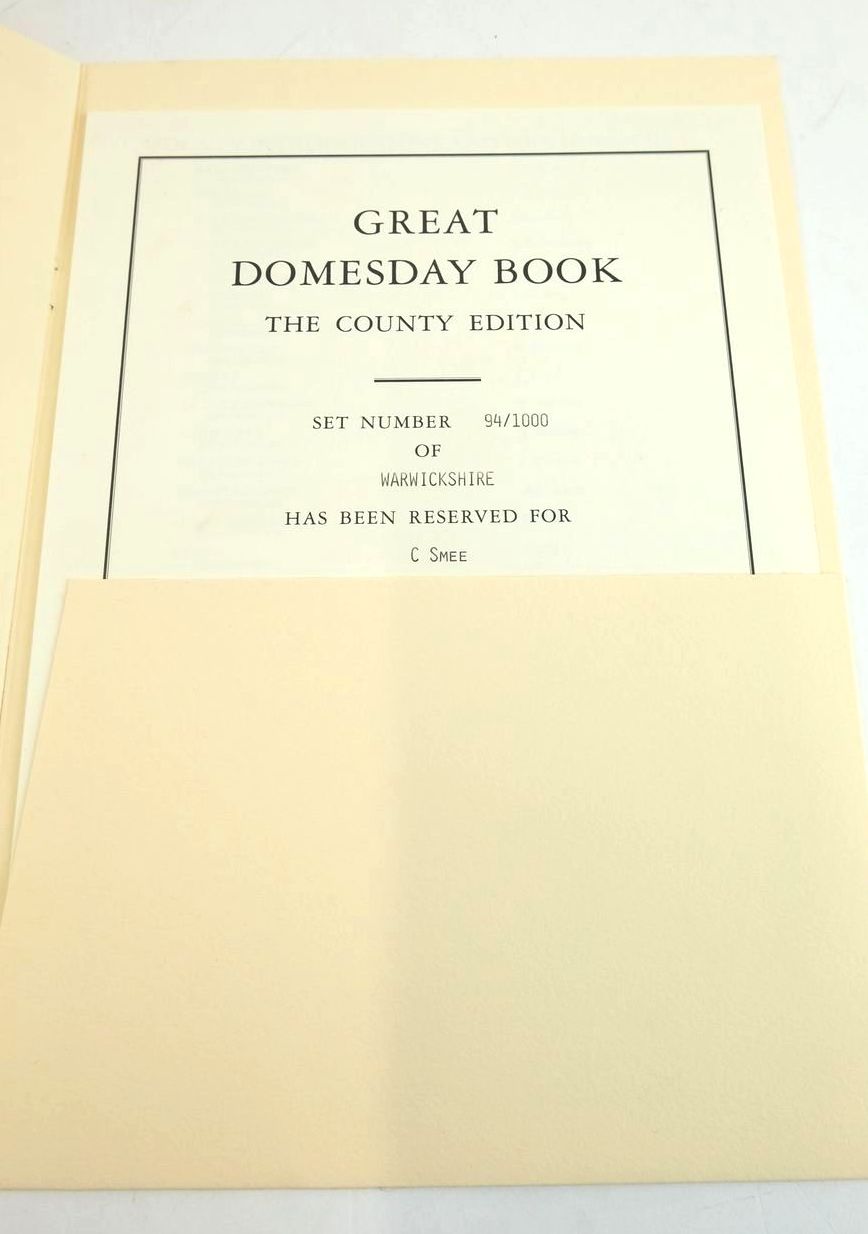 GREAT
DOMESDAY BOOK
THE COUNTY EDITION
SET NUMBER 94/1000
OF
WARWICKSHIRE
HAS BEEN RESERVED FOR
C SMEE